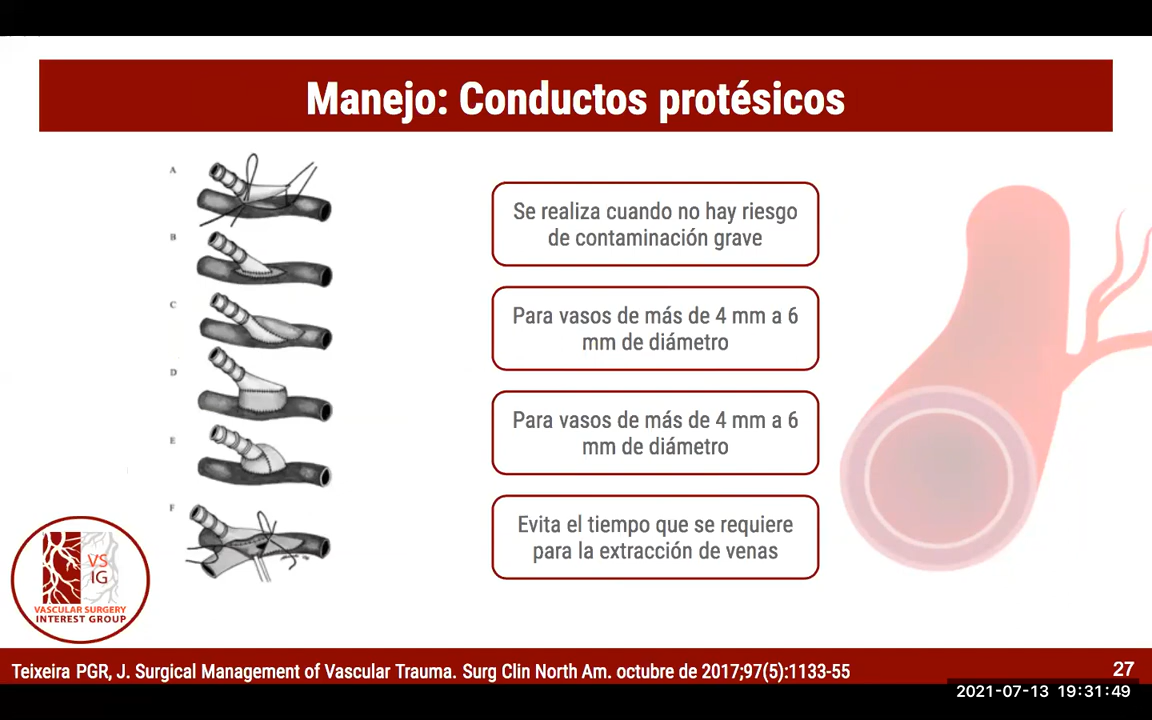 Manejo: Conductos protésicos
A
B
C
D
E
F
Se realiza cuando no hay riesgo
de contaminación grave
Para vasos de más de 4 mm a 6
mm de diámetro
Para vasos de más de 4 mm a 6
mm de diámetro
Evita el tiempo que se requiere
para la extracción de venas
VS
IG
VASCULAR SURGERY
INTEREST GROUP
Teixeira PGR, J. Surgical Management of Vascular Trauma. Surg Clin North Am. octubre de 2017;97(5):1133-55
27
2021-07-13 19:31:49